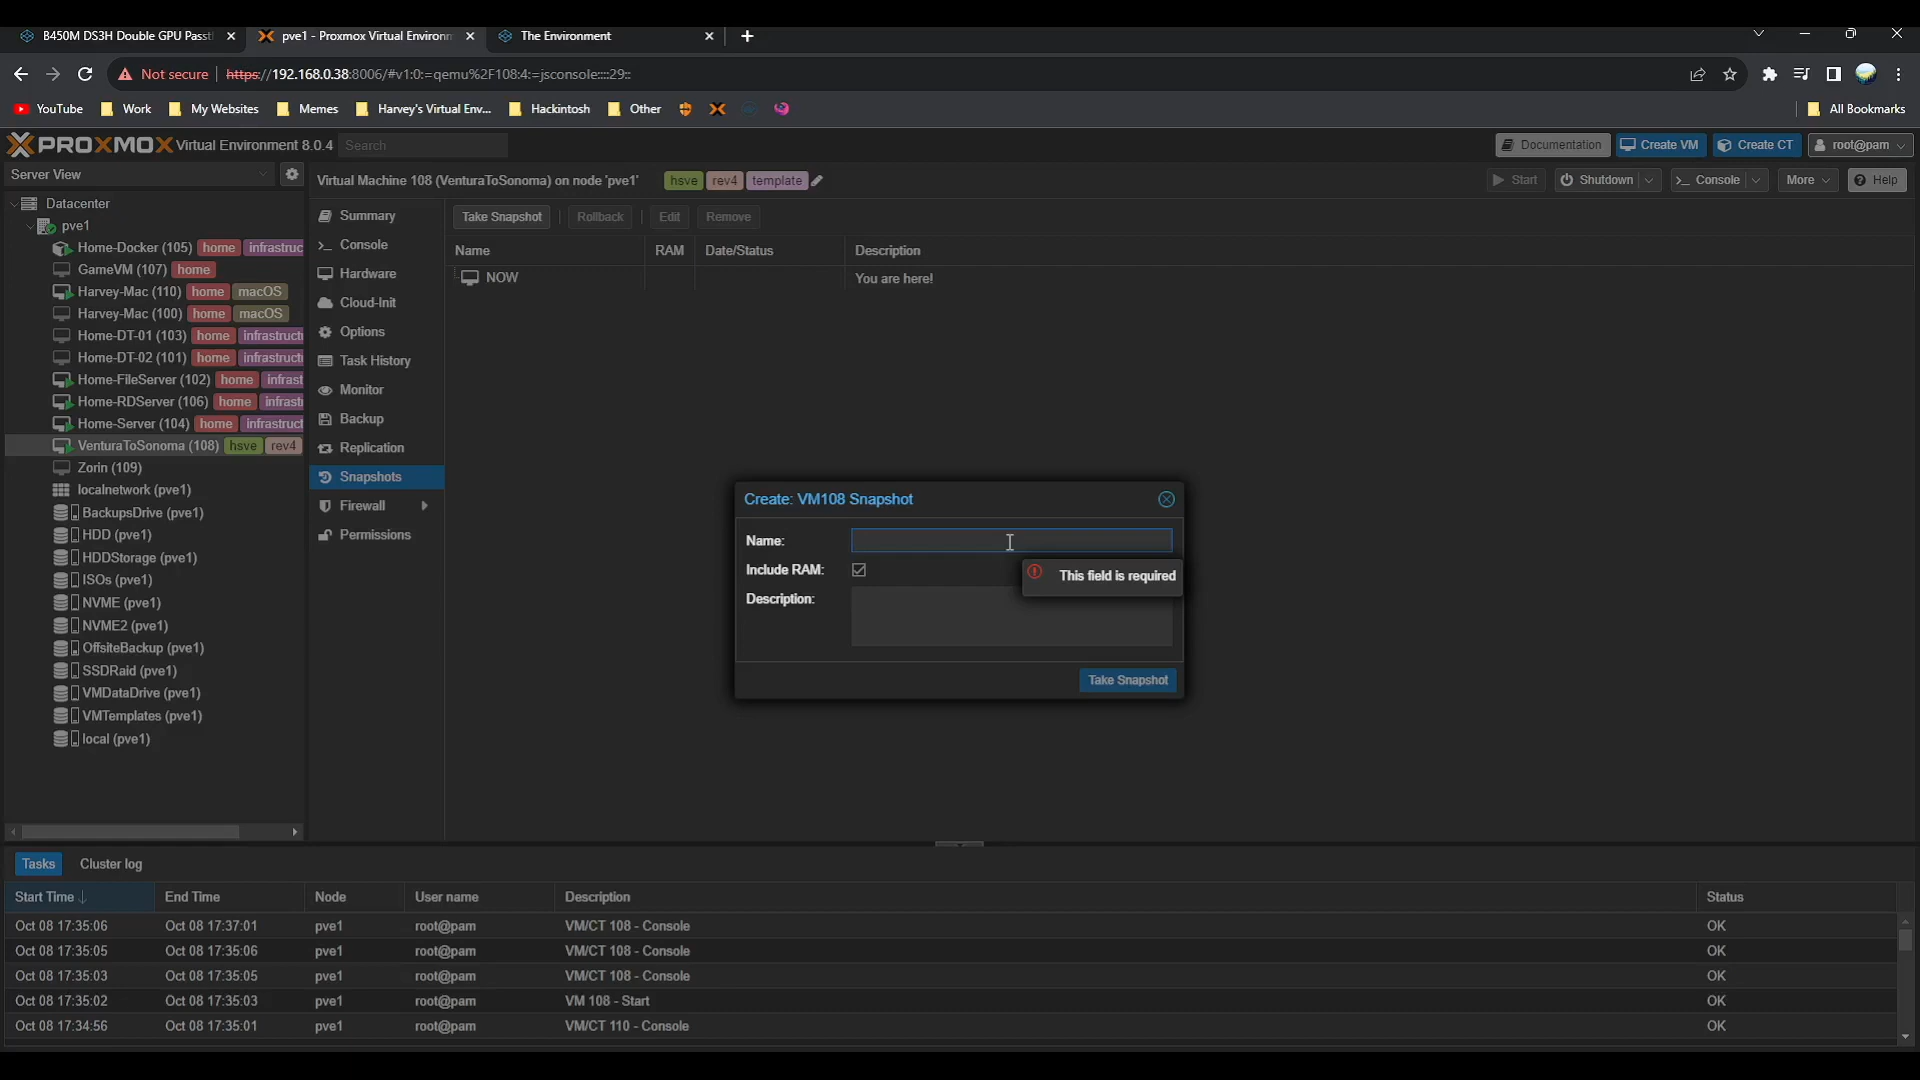 B450M DS3H Double GPU Passt
pve1 - Proxmox Virtual Environm
The Environment
Not secure
https://192.168.0.38:8006/#v1:0:=qemu%2F108:4:=jsconsole::::29::
YouTube
Work
My Websites
Memes
Harvey's Virtual Env...
Hackintosh
Other
All Bookmarks
PROXMOX Virtual Environment 8.0.4
Search
Documentation
Create VM
Create CT
root@pam
Server View
Virtual Machine 108 (VenturaToSonoma) on node 'pve1'
hsve
rev4
template
Start
Shutdown
Console
More
Help
Datacenter
pve1
Home-Docker (105) home infrastruc
GameVM (107) home
Harvey-Mac (110) home macOS
Harvey-Mac (100) home macOS
Home-DT-01 (103) home infrastructu
Home-DT-02 (101) home infrastructu
Home-FileServer (102) home infrast
Home-RDServer (106) home infrastr
Home-Server (104) home infrastruct
VenturaToSonoma (108) hsve rev4
Zorin (109)
localnetwork (pve1)
BackupsDrive (pve1)
HDD (pve1)
HDDStorage (pve1)
ISOs (pve1)
NVME (pve1)
NVME2 (pve1)
OffsiteBackup (pve1)
SSDRaid (pve1)
VMDataDrive (pve1)
VMTemplates (pve1)
local (pve1)
Summary
Console
Hardware
Cloud-Init
Options
Task History
Monitor
Backup
Replication
Snapshots
Firewall
Permissions
Take Snapshot
Rollback
Edit
Remove
Name RAM Date/Status Description
NOW You are here!
Create: VM108 Snapshot
Name:
Include RAM:
This field is required
Description:
Take Snapshot
Tasks
Cluster log
Start Time End Time Node User name Description Status
Oct 08 17:35:06 Oct 08 17:37:01 pve1 root@pam VM/CT 108 - Console OK
Oct 08 17:35:05 Oct 08 17:35:06 pve1 root@pam VM/CT 108 - Console OK
Oct 08 17:35:03 Oct 08 17:35:05 pve1 root@pam VM/CT 108 - Console OK
Oct 08 17:35:02 Oct 08 17:35:03 pve1 root@pam VM 108 - Start OK
Oct 08 17:34:56 Oct 08 17:35:01 pve1 root@pam VM/CT 110 - Console OK